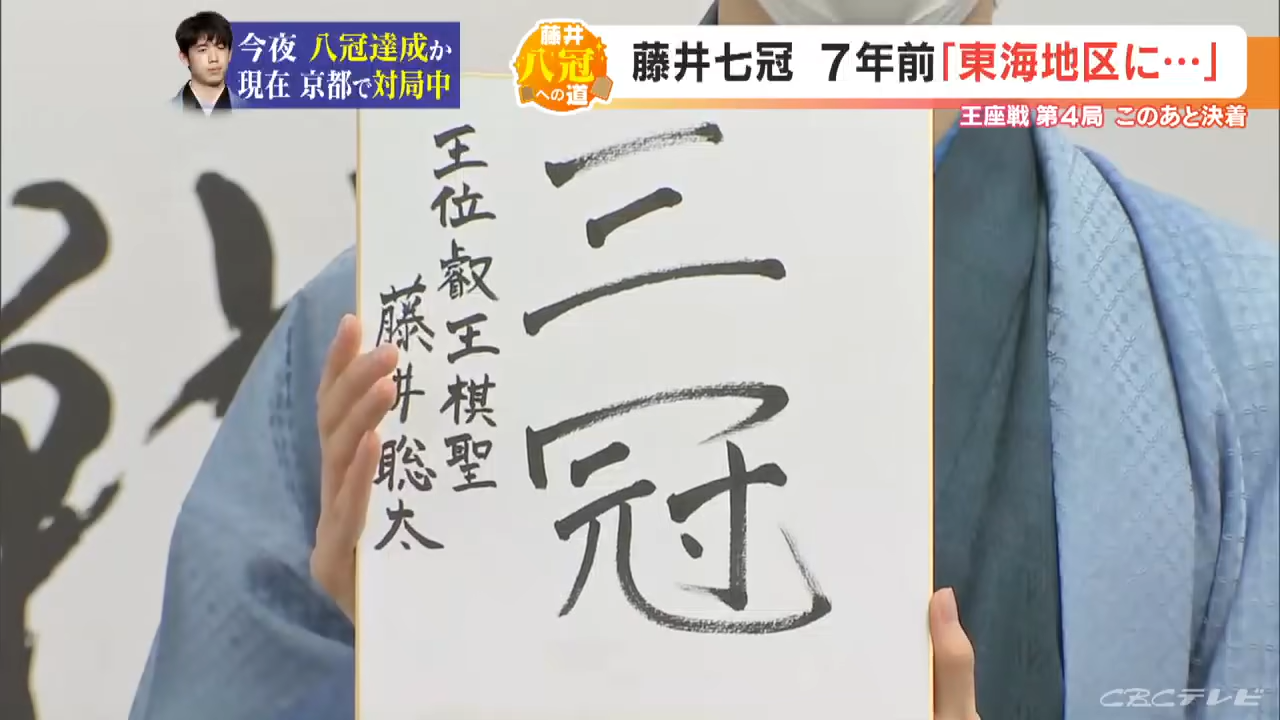 今夜 八冠達成か
現在 京都で対局中
藤井
八冠
への道
藤井七冠 7年前「東海地区に…」
王座戦 第4局 このあと決着
三冠
王位 叡王 棋聖
藤井聡太
CBCテレビ